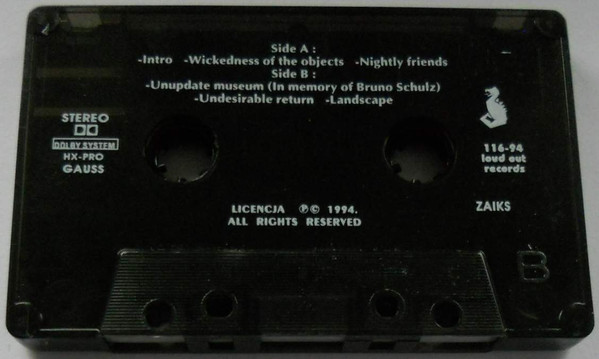 Side A :
-Intro -Wickedness of the objects -Nightly friends
Side B :
-Unupdate museum (In memory of Bruno Schulz)
-Undesirable return -Landscape
STEREO
DOLBY SYSTEM
HX-PRO
GAUSS
116-94
loud out
records
LICENCJA ℗© 1994.
ALL RIGHTS RESERVED
ZAIKS
B